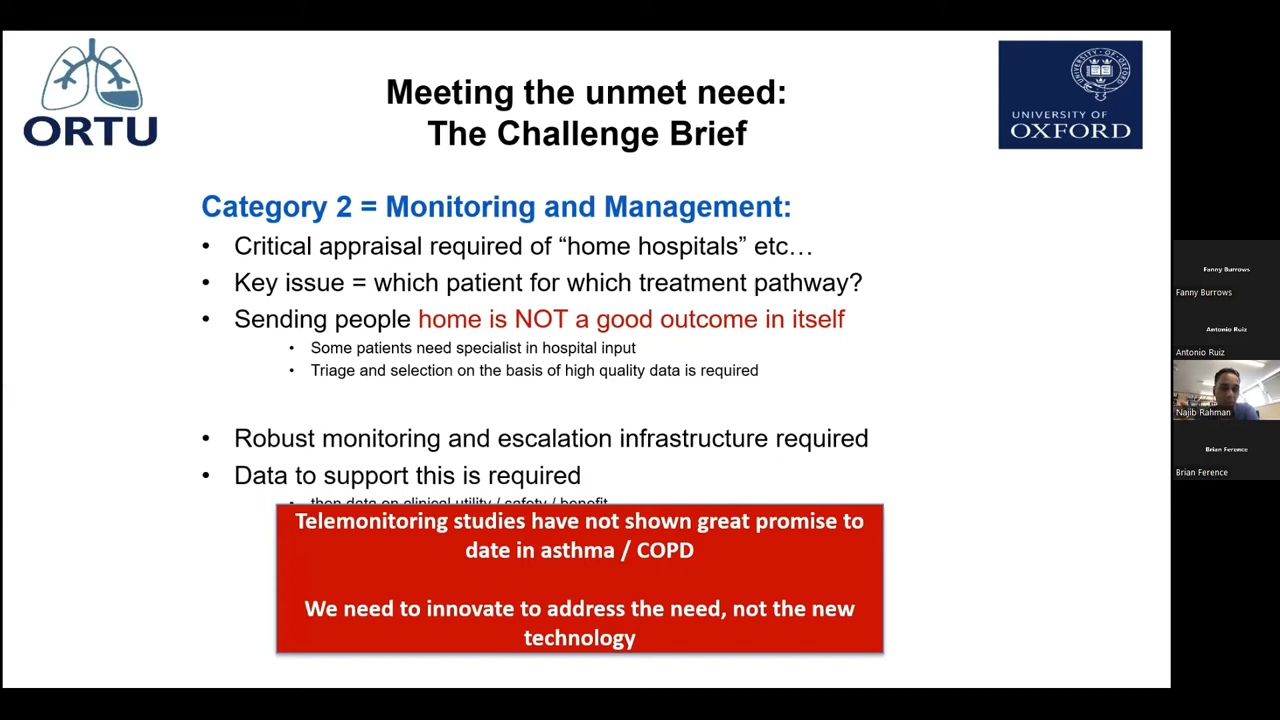 ORTU
Meeting the unmet need:
The Challenge Brief
UNIVERSITY OF
OXFORD
Category 2 = Monitoring and Management:
• Critical appraisal required of “home hospitals” etc…
• Key issue = which patient for which treatment pathway?
• Sending people home is NOT a good outcome in itself
• Some patients need specialist in hospital input
• Triage and selection on the basis of high quality data is required
• Robust monitoring and escalation infrastructure required
• Data to support this is required
• then data on clinical utility / safety / benefit
Telemonitoring studies have not shown great promise to
date in asthma / COPD
We need to innovate to address the need, not the new
technology
Fanny Burrows
Fanny Burrows
Antonio Ruiz
Antonio Ruiz
Najib Rahman
Brian Ference
Brian Ference